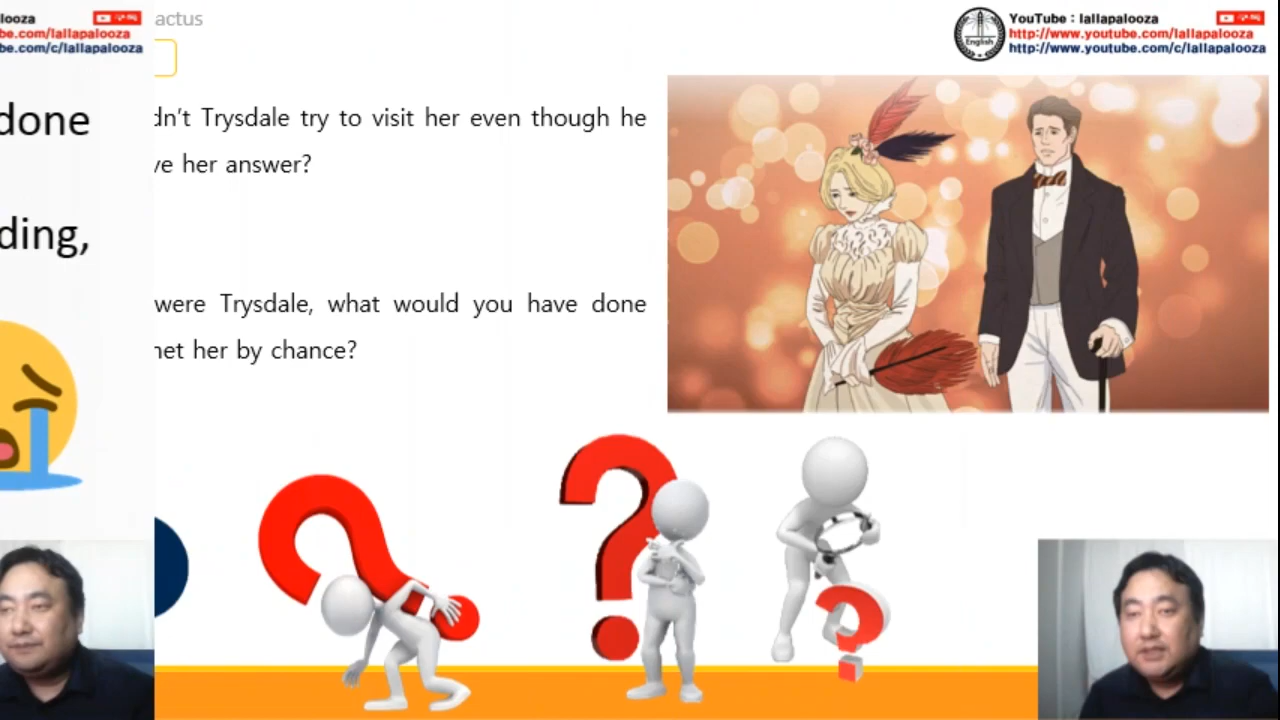 looza
be.com/lallapalooza
be.com/c/lallapalooza
actus
English
YouTube : lallapalooza
http://www.youtube.com/lallapalooza
http://www.youtube.com/c/lallapalooza
done
ding,
dn't Trysdale try to visit her even though he
ve her answer?
were Trysdale, what would you have done
net her by chance?